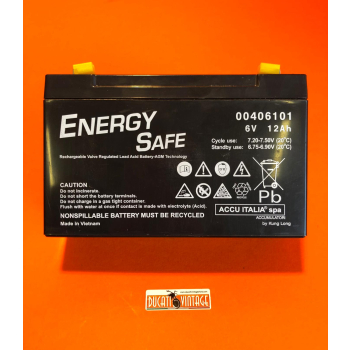 ENERGY
SAFE
Rechargeable Valve-Regulated Lead Acid Battery-AGM Technology
00406101
6V 12Ah
Cycle use: 7.20-7.50V (20°C)
Standby use: 6.75-6.90V (20°C)
CAUTION
Do not incinerate.
Do not short the battery terminals.
Do not charge in a gas tight container.
Flush with water at once if contact is made with electrolyte (Acid).
NONSPILLABLE BATTERY MUST BE RECYCLED
Made in Vietnam
Pb
ACCU ITALIA® spa
ACCUMULATORI
by Kung Long
DUCATI VINTAGE